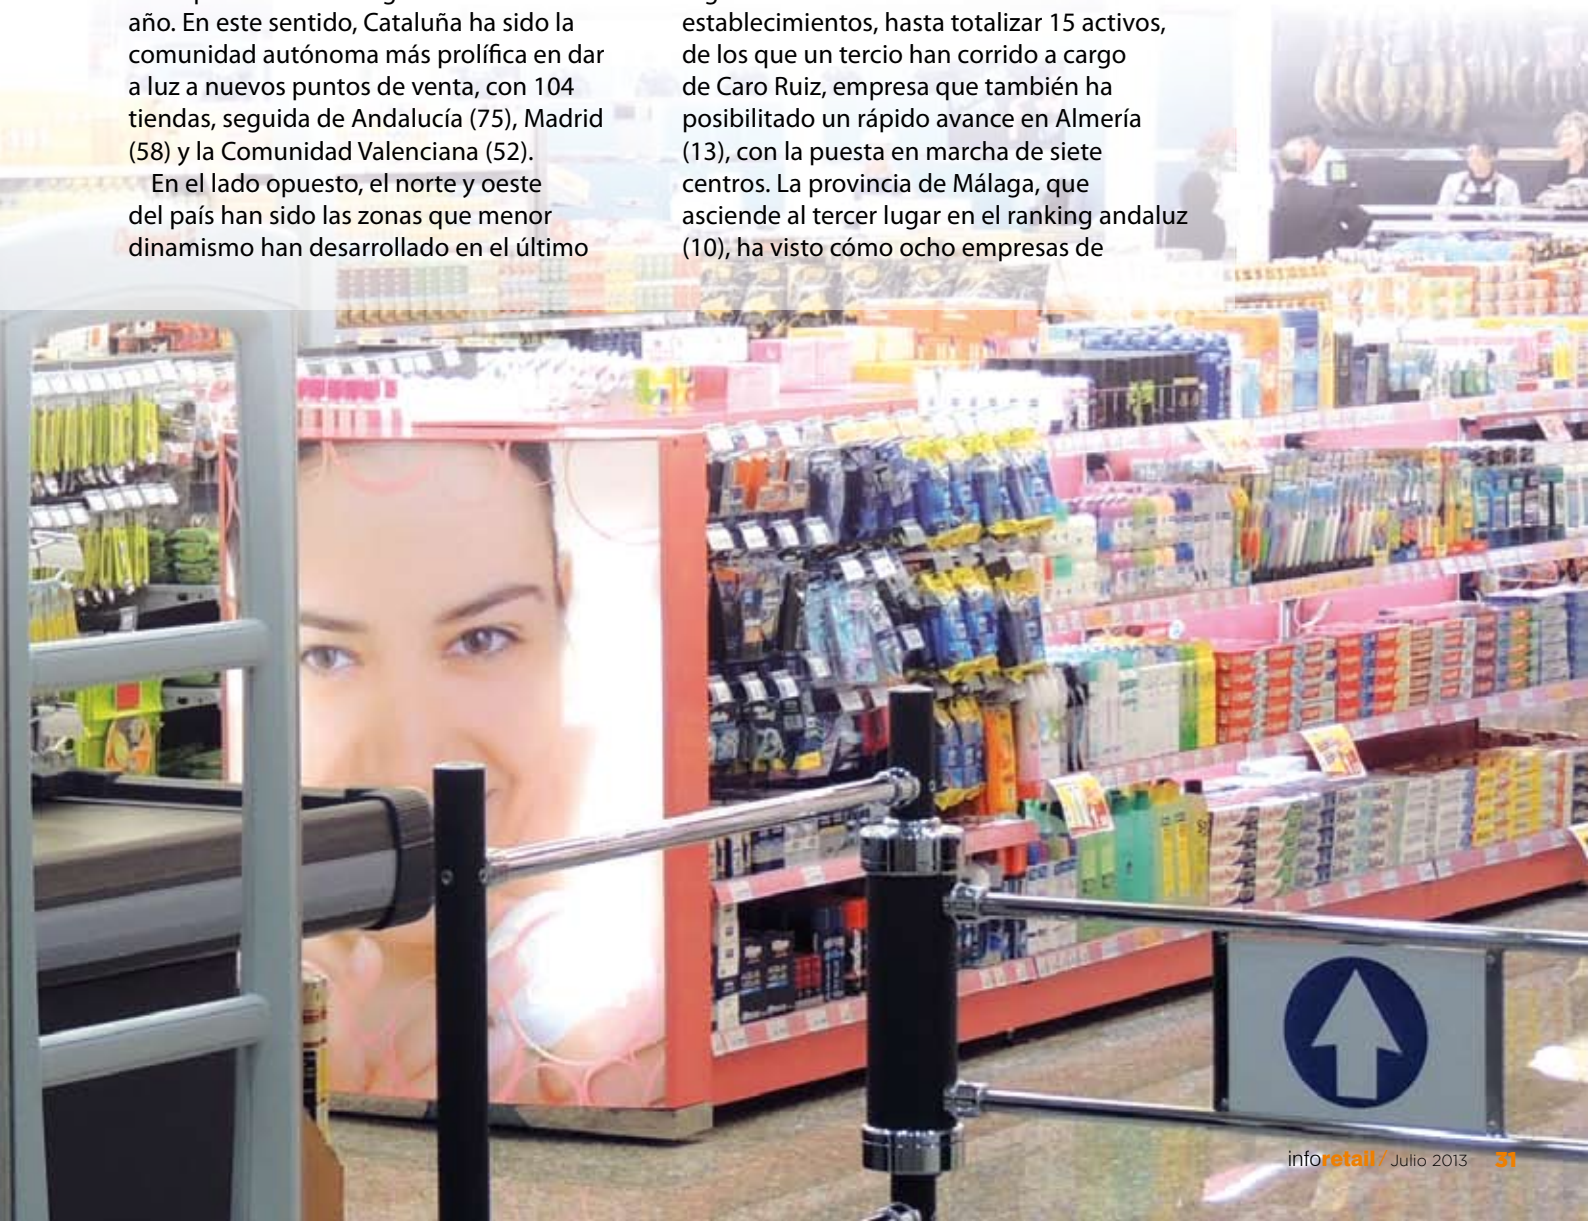 año. En este sentido, Cataluña ha sido la
comunidad autónoma más prolífica en dar
a luz a nuevos puntos de venta, con 104
tiendas, seguida de Andalucía (75), Madrid
(58) y la Comunidad Valenciana (52).
En el lado opuesto, el norte y oeste
del país han sido las zonas que menor
dinamismo han desarrollado en el último
establecimientos, hasta totalizar 15 activos,
de los que un tercio han corrido a cargo
de Caro Ruiz, empresa que también ha
posibilitado un rápido avance en Almería
(13), con la puesta en marcha de siete
centros. La provincia de Málaga, que
asciende al tercer lugar en el ranking andaluz
(10), ha visto cómo ocho empresas de
inforetail / Julio 2013 31